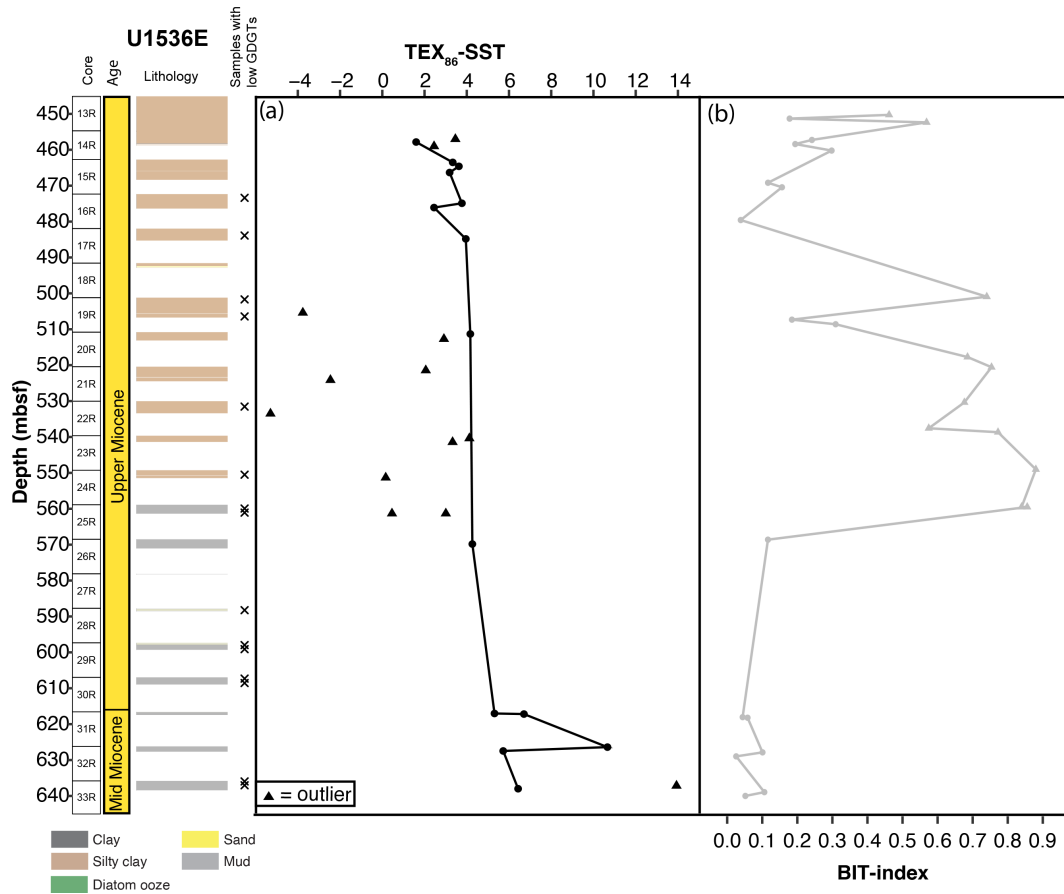 U1536E
Core
Age
Lithology
Samples with
low GDGTs
TEX86-SST
−4 −2 0 2 4 6 8 10 12 14
(a)
(b)
Depth (mbsf)
450
460
470
480
490
500
510
520
530
540
550
560
570
580
590
600
610
620
630
640
13R
14R
15R
16R
17R
18R
19R
20R
21R
22R
23R
24R
25R
26R
27R
28R
29R
30R
31R
32R
33R
Upper Miocene
Mid Miocene
= outlier
0.0 0.1 0.2 0.3 0.4 0.5 0.6 0.7 0.8 0.9
BIT-index
Clay
Silty clay
Diatom ooze
Sand
Mud